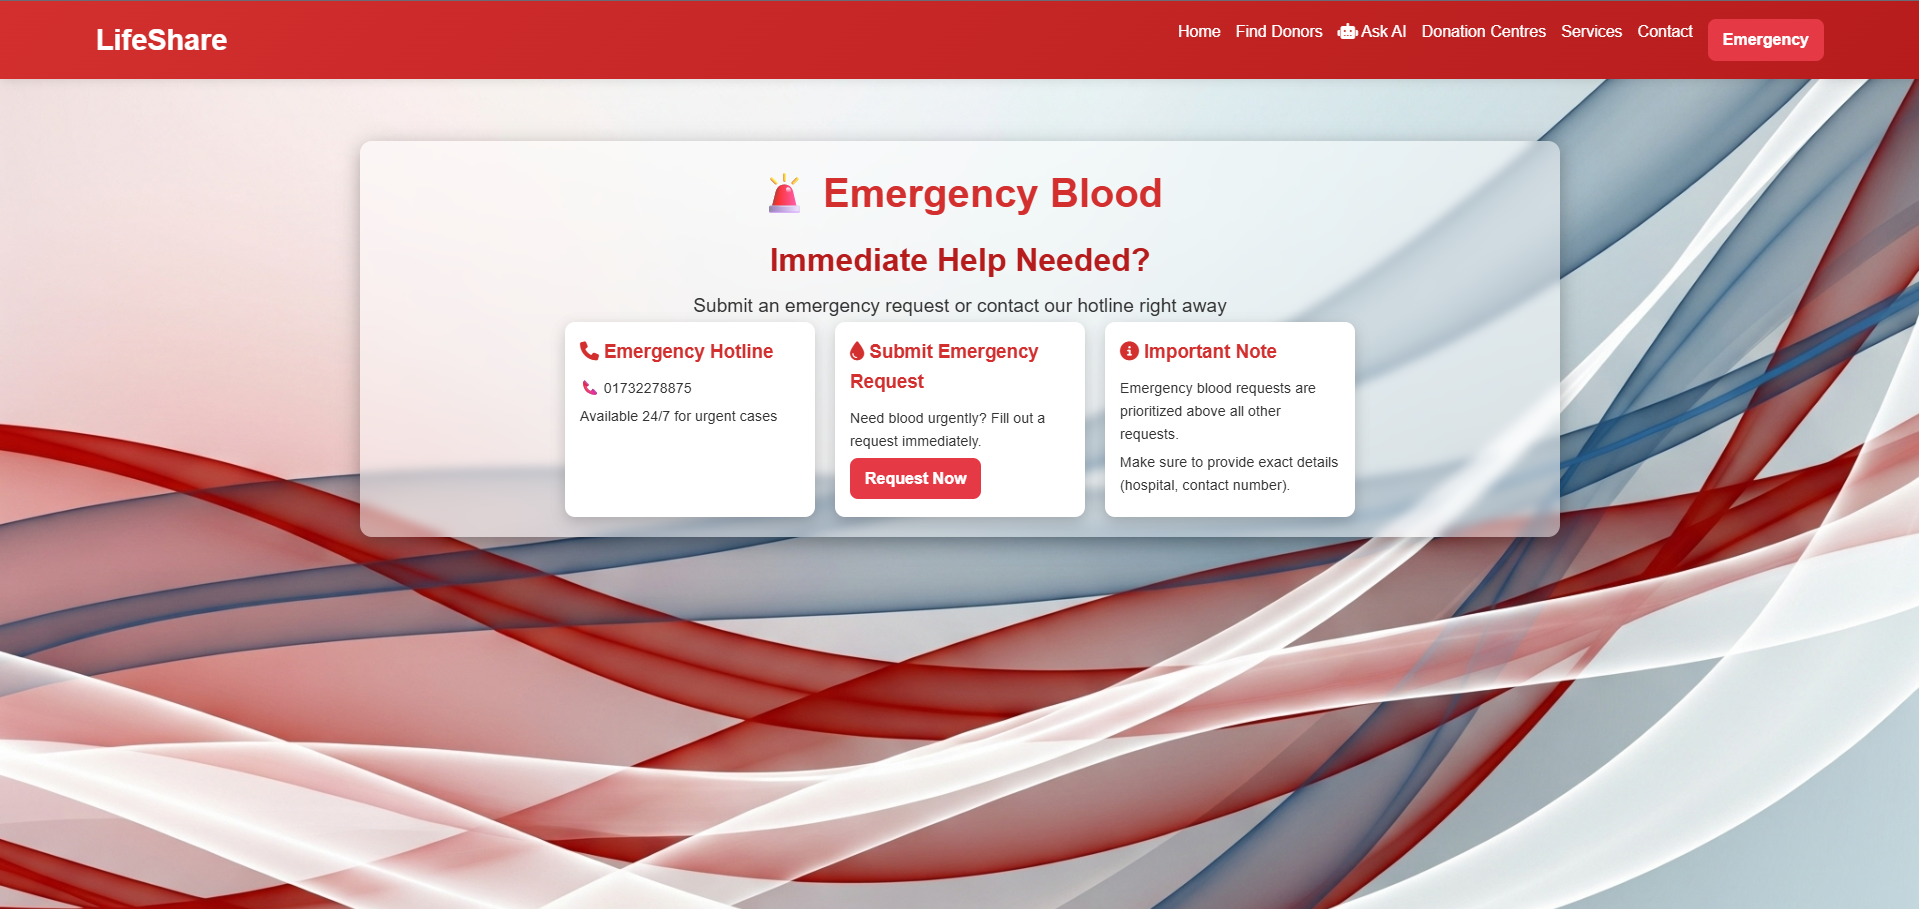 LifeShare
Home Find Donors Ask AI Donation Centres Services Contact Emergency
Emergency Blood
Immediate Help Needed?
Submit an emergency request or contact our hotline right away
Emergency Hotline
01732278875
Available 24/7 for urgent cases
Submit Emergency
Request
Need blood urgently? Fill out a
request immediately.
Request Now
Important Note
Emergency blood requests are
prioritized above all other
requests.
Make sure to provide exact details
(hospital, contact number).